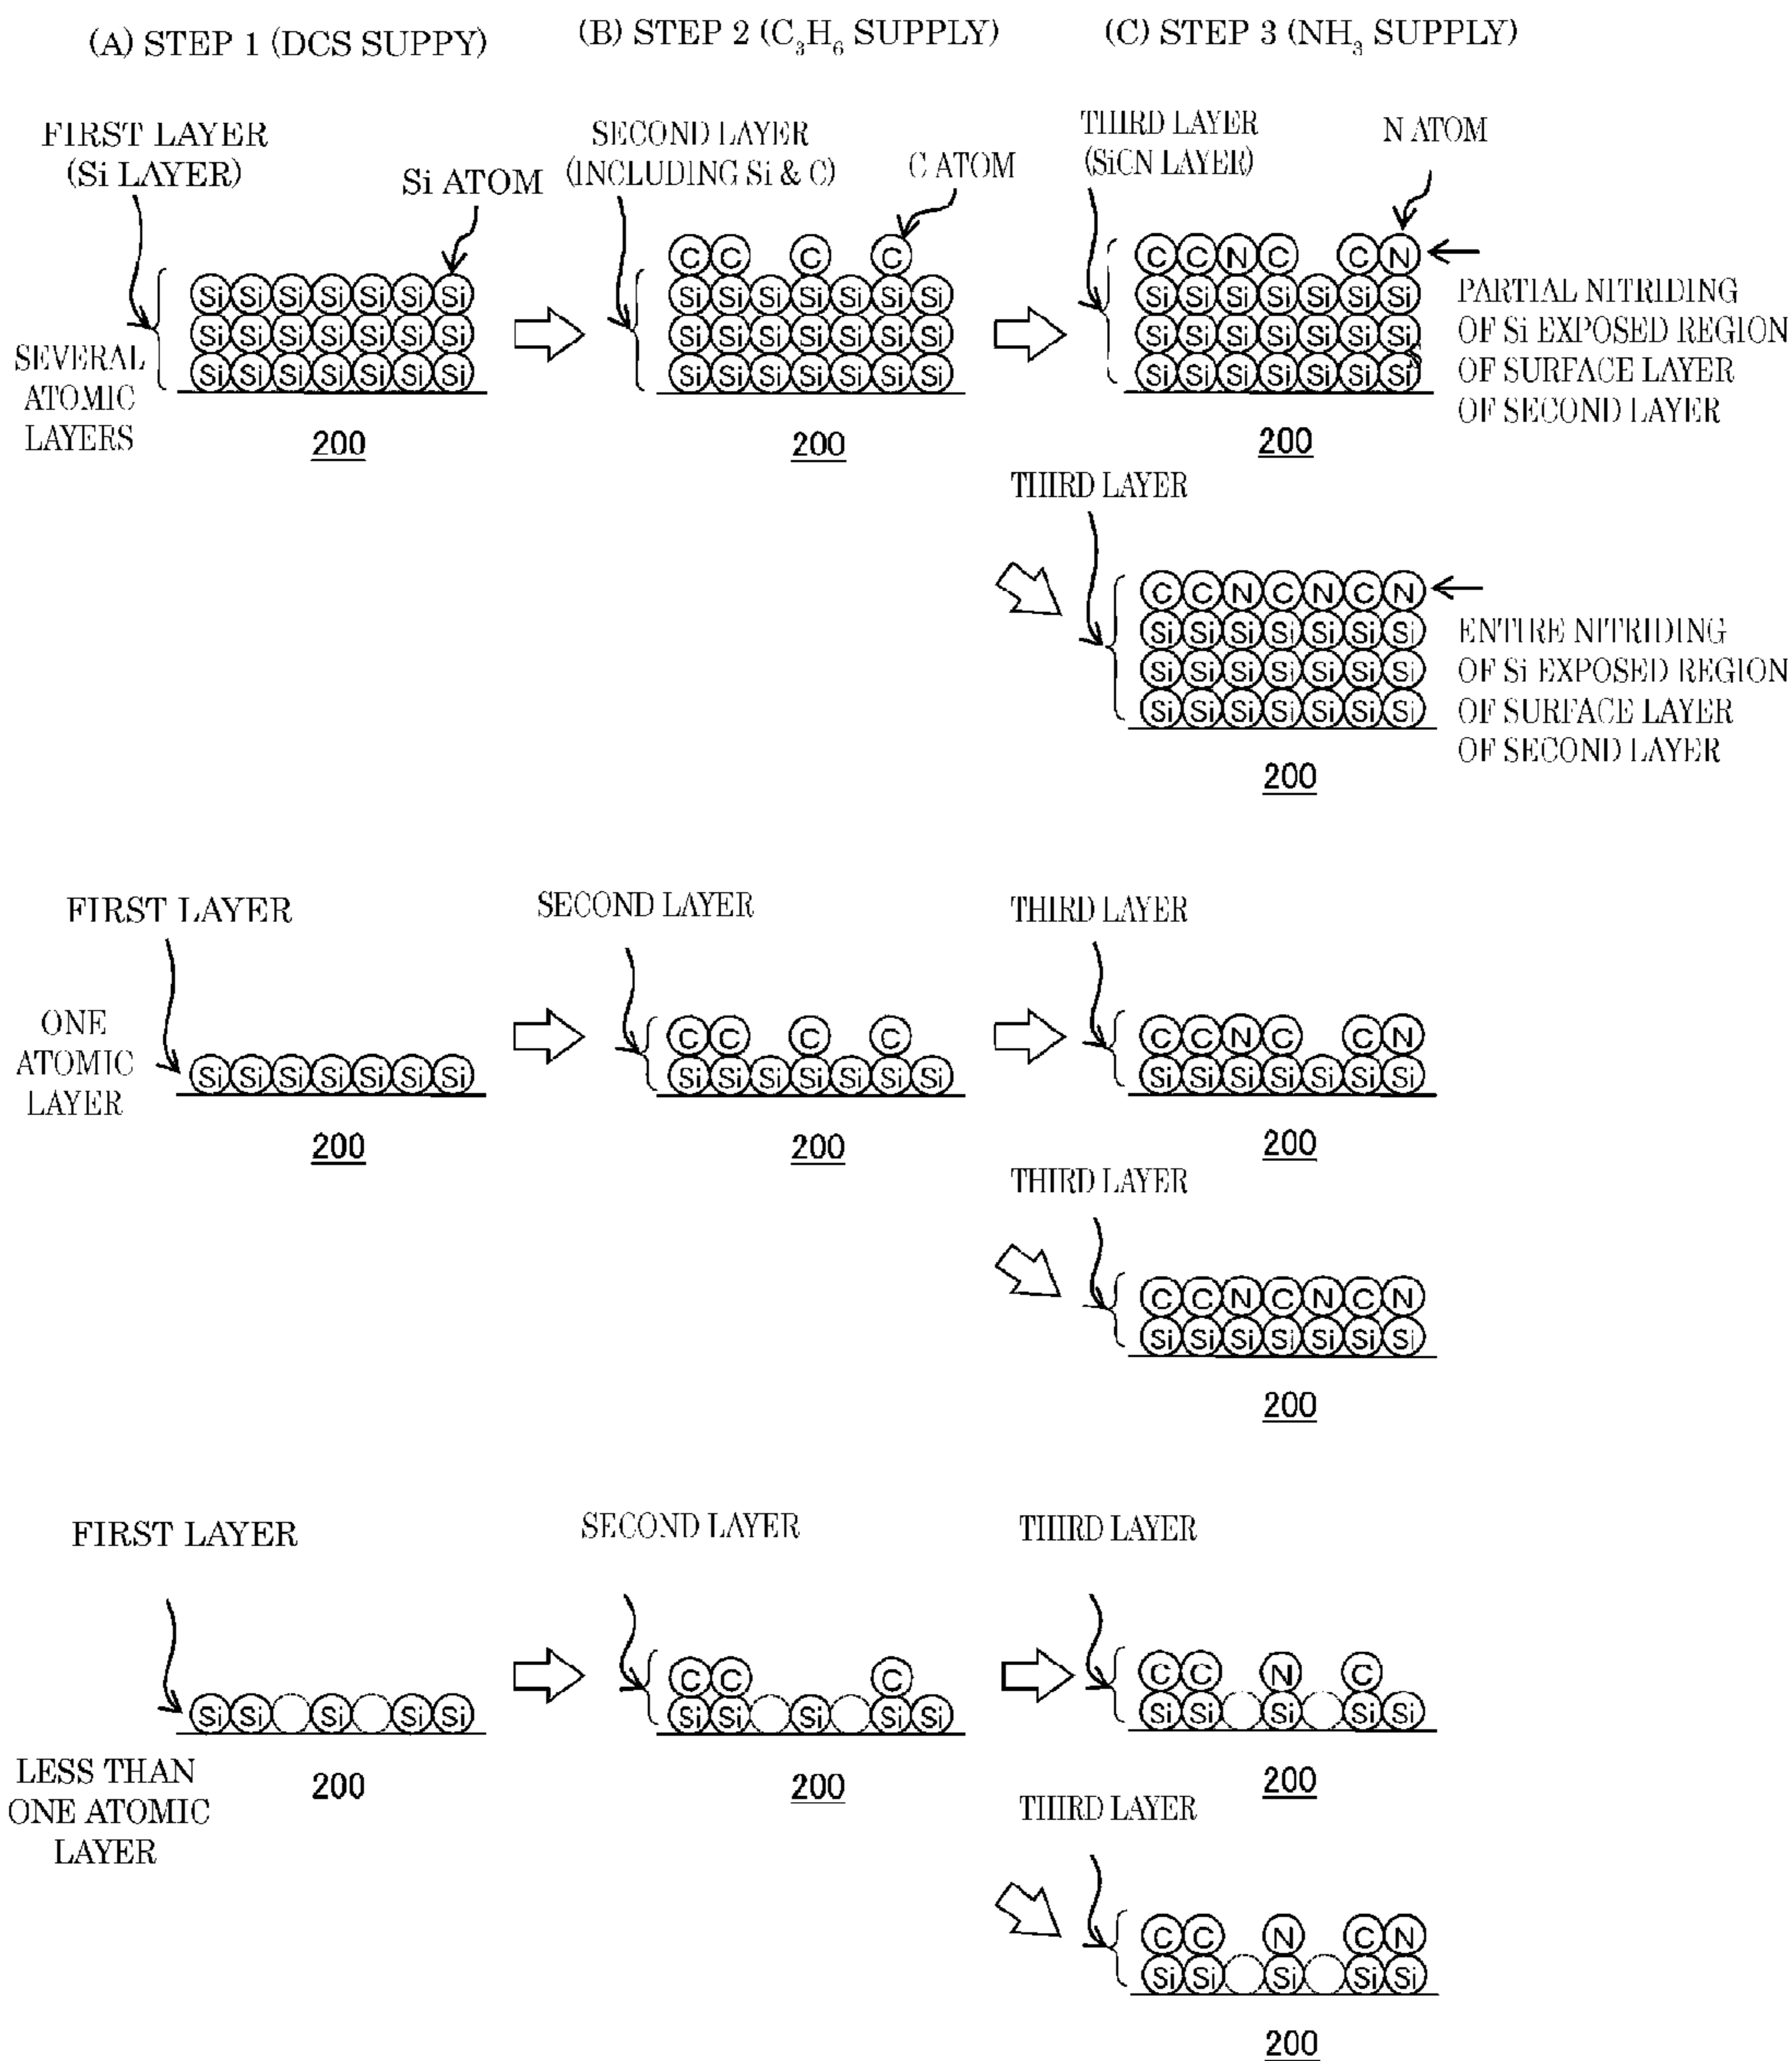 (A) STEP 1 (DCS SUPPY)
(B) STEP 2 (C₃H₆ SUPPLY)
(C) STEP 3 (NH₃ SUPPLY)
FIRST LAYER
(Si LAYER)
Si ATOM
SECOND LAYER
(INCLUDING Si & C)
C ATOM
THIRD LAYER
(SiCN LAYER)
N ATOM
SEVERAL
ATOMIC
LAYERS
Si Si Si Si Si Si Si
Si Si Si Si Si Si Si
Si Si Si Si Si Si Si
200
C C C C
Si Si Si Si Si Si Si
Si Si Si Si Si Si Si
Si Si Si Si Si Si Si
200
C C N C C N
Si Si Si Si Si Si Si
Si Si Si Si Si Si Si
Si Si Si Si Si Si Si
200
PARTIAL NITRIDING
OF Si EXPOSED REGION
OF SURFACE LAYER
OF SECOND LAYER
THIRD LAYER
C C N C N C N
Si Si Si Si Si Si Si
Si Si Si Si Si Si Si
Si Si Si Si Si Si Si
200
ENTIRE NITRIDING
OF Si EXPOSED REGION
OF SURFACE LAYER
OF SECOND LAYER
FIRST LAYER
ONE
ATOMIC
LAYER
Si Si Si Si Si Si Si
200
SECOND LAYER
C C C C
Si Si Si Si Si Si Si
200
THIRD LAYER
C C N C C N
Si Si Si Si Si Si Si
200
THIRD LAYER
C C N C N C N
Si Si Si Si Si Si Si
200
FIRST LAYER
Si Si Si Si Si
200
LESS THAN
ONE ATOMIC
LAYER
SECOND LAYER
C C C
Si Si Si Si Si
200
THIRD LAYER
C C N C
Si Si Si Si Si
200
THIRD LAYER
C C N C N
Si Si Si Si Si
200